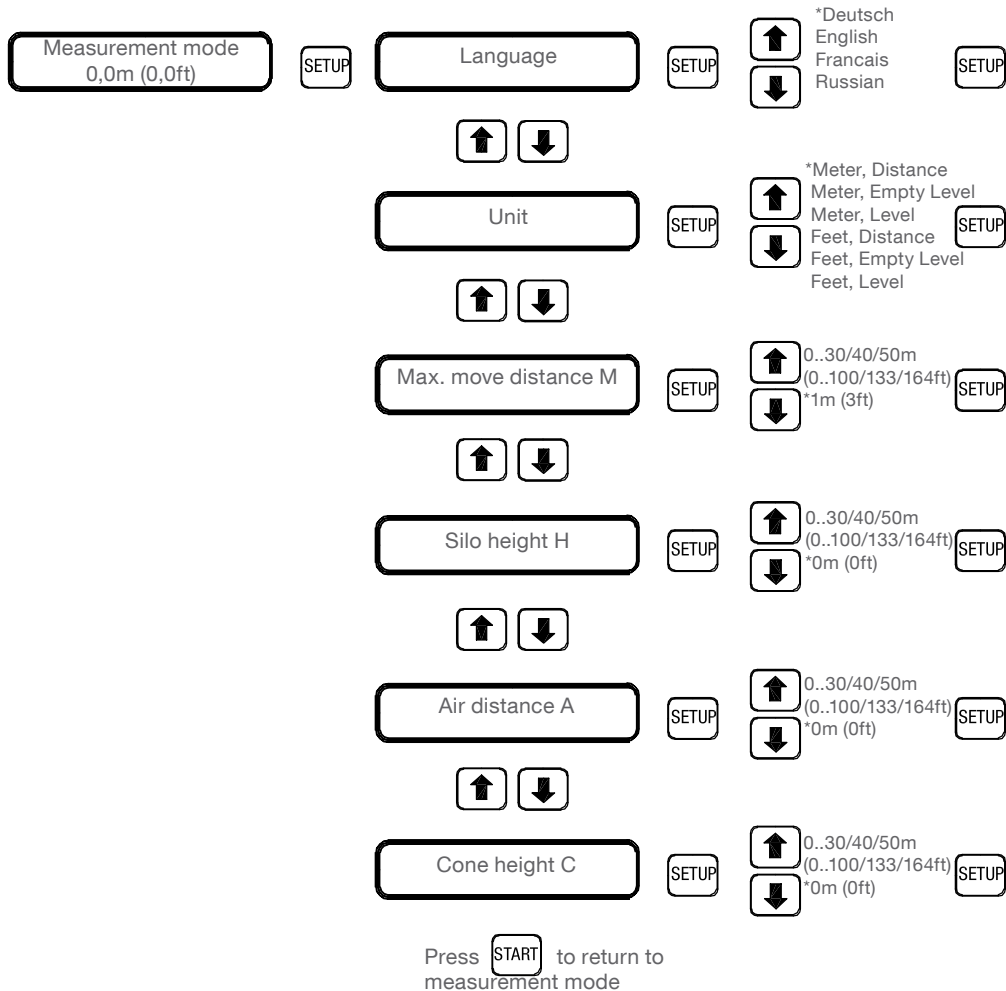 Measurement mode
0,0m (0,0ft)
SETUP
Language
SETUP
*Deutsch
English
Francais
Russian
SETUP
Unit
SETUP
*Meter, Distance
Meter, Empty Level
Meter, Level
Feet, Distance
Feet, Empty Level
Feet, Level
SETUP
Max. move distance M
SETUP
0..30/40/50m
(0..100/133/164ft)
*1m (3ft)
SETUP
Silo height H
SETUP
0..30/40/50m
(0..100/133/164ft)
*0m (0ft)
SETUP
Air distance A
SETUP
0..30/40/50m
(0..100/133/164ft)
*0m (0ft)
SETUP
Cone height C
SETUP
0..30/40/50m
(0..100/133/164ft)
*0m (0ft)
SETUP
Press START to return to
measurement mode